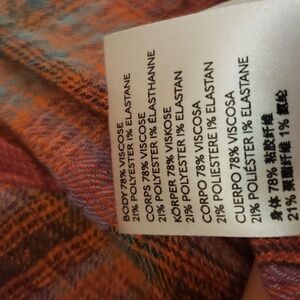 BODY 78% VISCOSE
21% POLYESTER 1% ELASTANE
CORPS 78% VISCOSE
21% POLYESTER 1% ÉLASTHANNE
KÖRPER 78% VISKOSE
21% POLYESTER 1% ELASTAN
CORPO 78% VISCOSA
21% POLIESTERE 1% ELASTAN
CUERPO 78% VISCOSA
21% POLIÉSTER 1% ELASTANE
身体 78% 粘胶纤维
21% 聚酯纤维 1% 氨纶